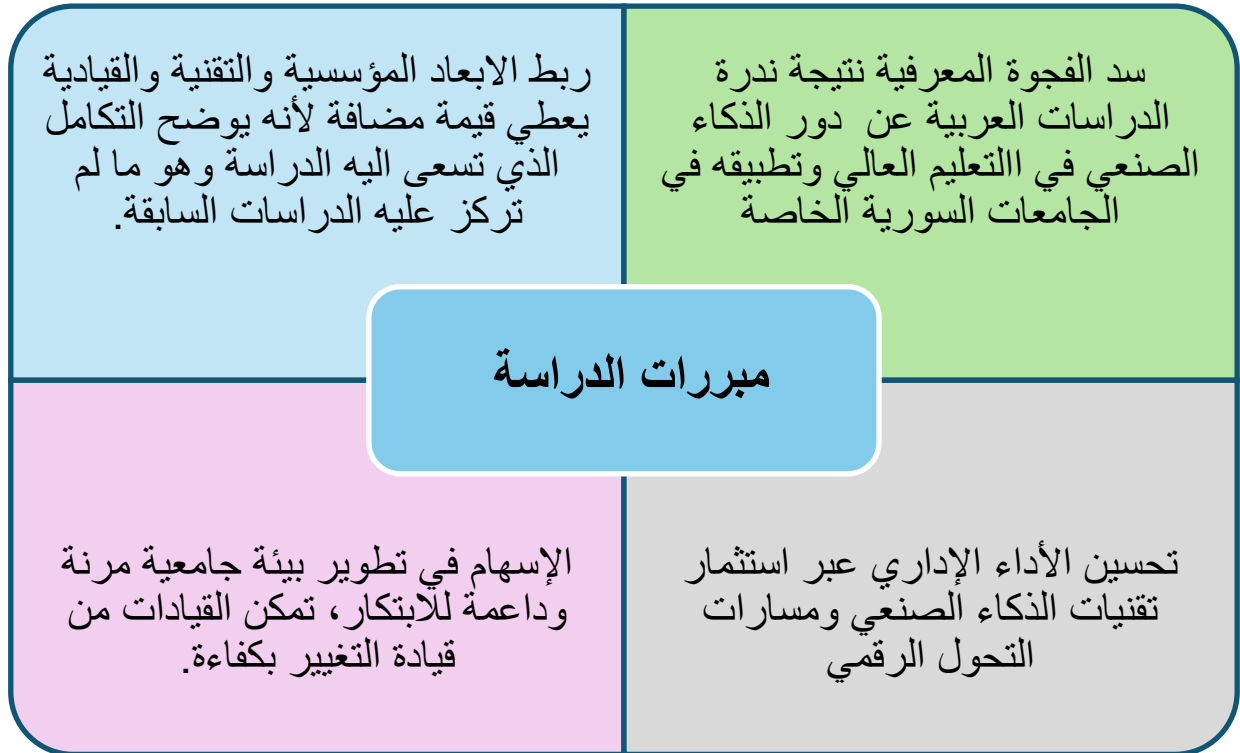 سد الفجوة المعرفية نتيجة ندرة
الدراسات العربية عن دور الذكاء
الصنعي في االتعليم العالي وتطبيقه في
الجامعات السورية الخاصة
ربط الابعاد المؤسسية والتقنية والقيادية
يعطي قيمة مضافة لأنه يوضح التكامل
الذي تسعى اليه الدراسة وهو ما لم
تركز عليه الدراسات السابقة.
مبررات الدراسة
تحسين الأداء الإداري عبر استثمار
تقنيات الذكاء الصنعي ومسارات
التحول الرقمي
الإسهام في تطوير بيئة جامعية مرنة
وداعمة للابتكار، تمكن القيادات من
قيادة التغيير بكفاءة.